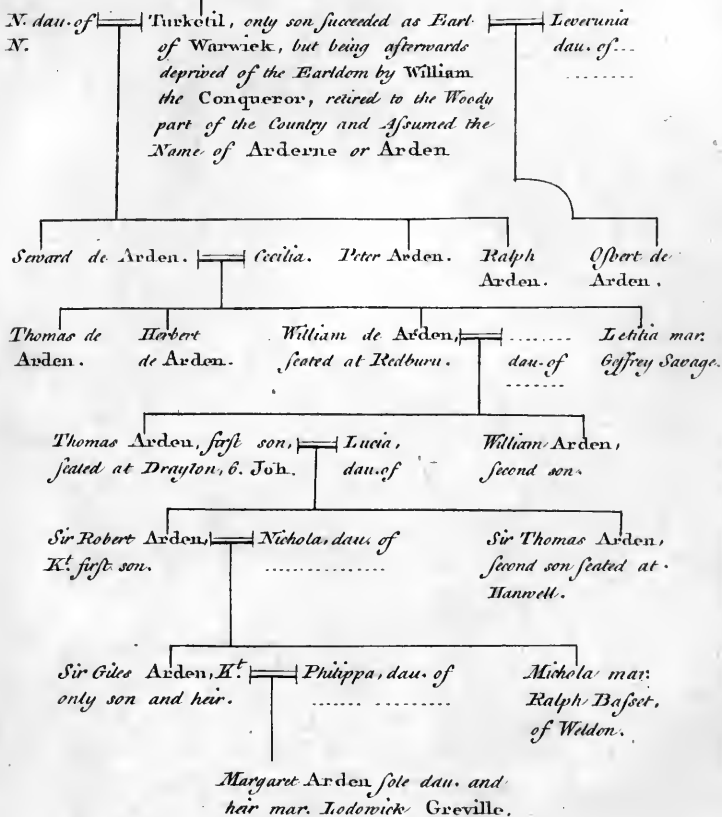 N. dau. of
N.
Turketil, only son ſucceeded as Earl
of Warwick, but being afterwards
deprived of the Earldom by William
the Conqueror, retired to the Woody
part of the Country and Aſsumed the
Name of Arderne or Arden
Leverunia
dau. of...
........
Seward de Arden.
Cecilia.
Peter Arden.
Ralph
Arden.
Oſbert de
Arden.
Thomas de
Arden.
Herbert
de Arden.
William de Arden,
ſeated at Redburn.
........
dau. of
........
Letitia mar.
Geffrey Savage.
Thomas Arden, firſt son,
ſeated at Drayton, 6. Joh.
Lucia,
dau. of
William Arden,
ſecond son.
Sir Robert Arden,
Kt. firſt son.
Nichola, dau. of
..............
Sir Thomas Arden,
ſecond son ſeated at
Hanwell.
Sir Giles Arden, Kt.
only son and heir.
Philippa, dau. of
...... ........
Michola mar.
Ralph Baſset,
of Weldon.
Margaret Arden ſole dau. and
heir mar. Lodowick Greville,